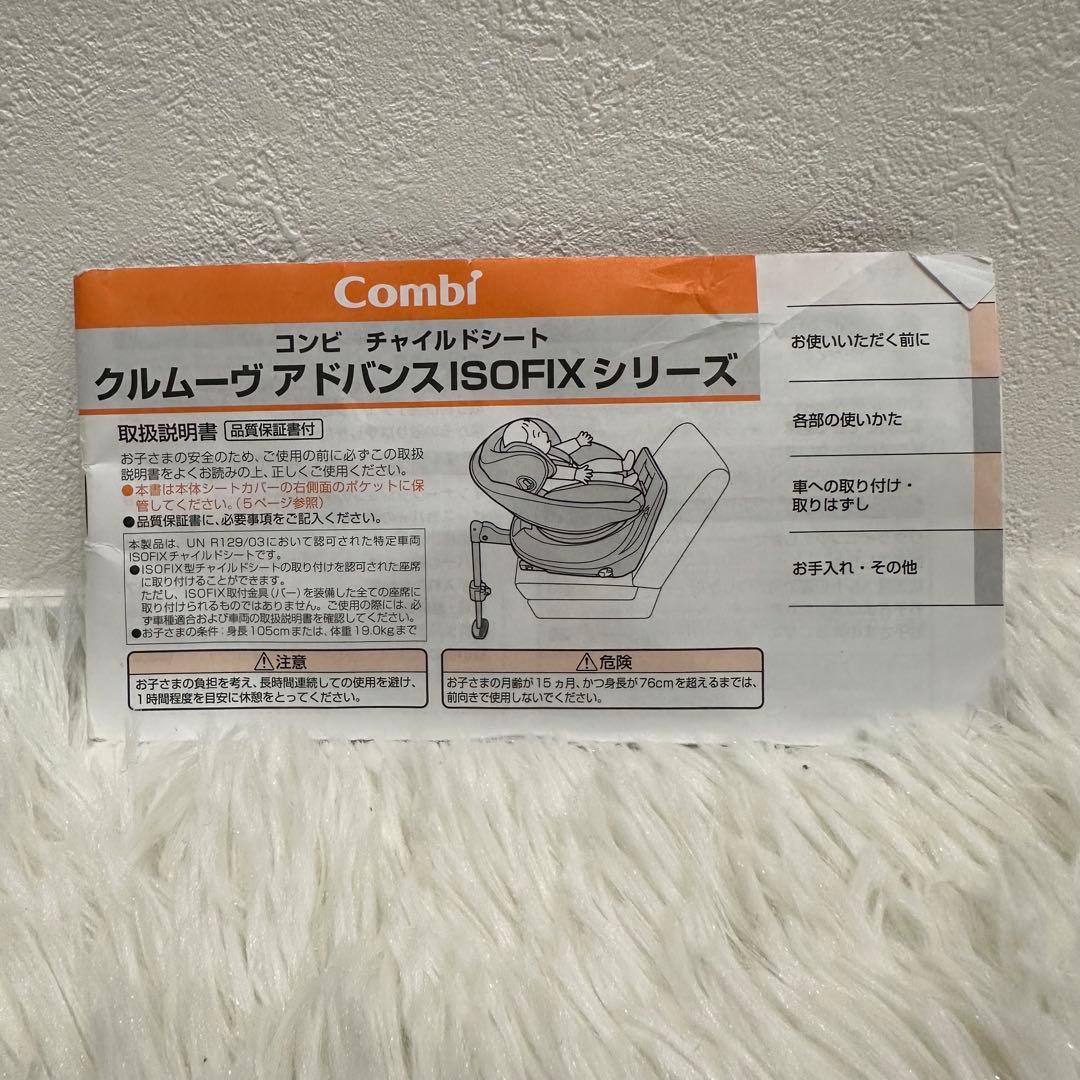 Combi
コンビ チャイルドシート
クルムーヴ アドバンスISOFIXシリーズ
取扱説明書 品質保証書付
お子さまの安全のため、ご使用の前に必ずこの取扱
説明書をよくお読みの上、正しくご使用ください。
●本書は本体シートカバーの右側面のポケットに保
管してください。(5ページ参照)
●品質保証書に、必要事項をご記入ください。
本製品は、UN R129/03において認可された特定車両
ISOFIXチャイルドシートです。
●ISOFIX型チャイルドシートの取り付けを認可された座席
に取り付けることができます。
ただし、ISOFIX取付金具(バー)を装備した全ての座席に
取り付けられるものではありません。ご使用の際には、必
ず車種適合および車両の取扱説明書を確認してください。
●お子さまの条件:身長105cmまたは、体重19.0kgまで
⚠注意
お子さまの負担を考え、長時間連続しての使用を避け、
1時間程度を目安に休憩をとってください。
⚠危険
お子さまの月齢が15ヵ月、かつ身長が76cmを超えるまでは、
前向きで使用しないでください。
お使いいただく前に
各部の使いかた
車への取り付け・
取りはずし
お手入れ・その他